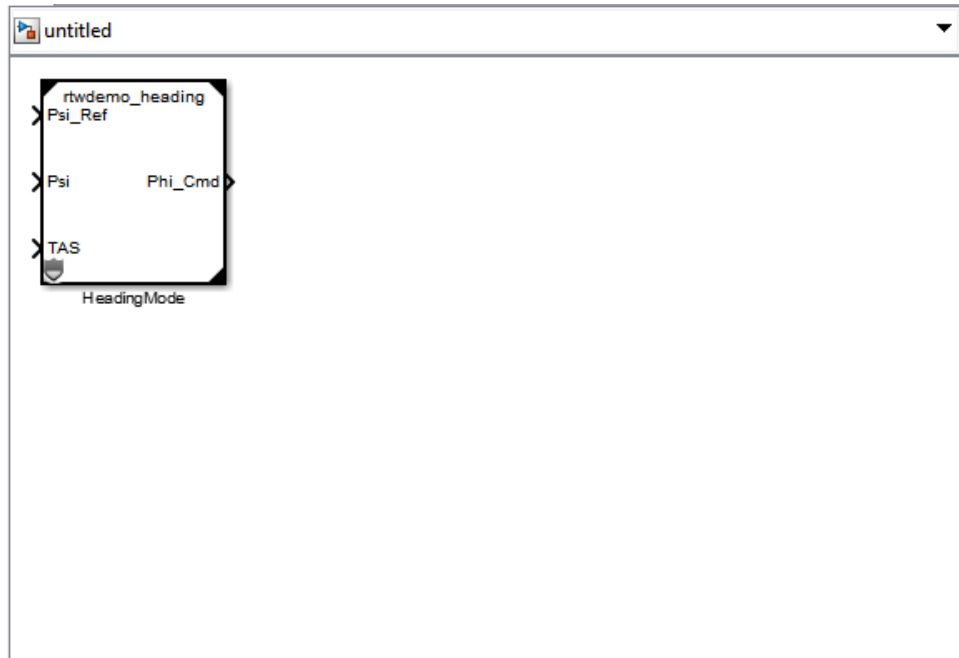 untitled
rtwdemo_heading
Psi_Ref
Psi Phi_Cmd
TAS
HeadingMode